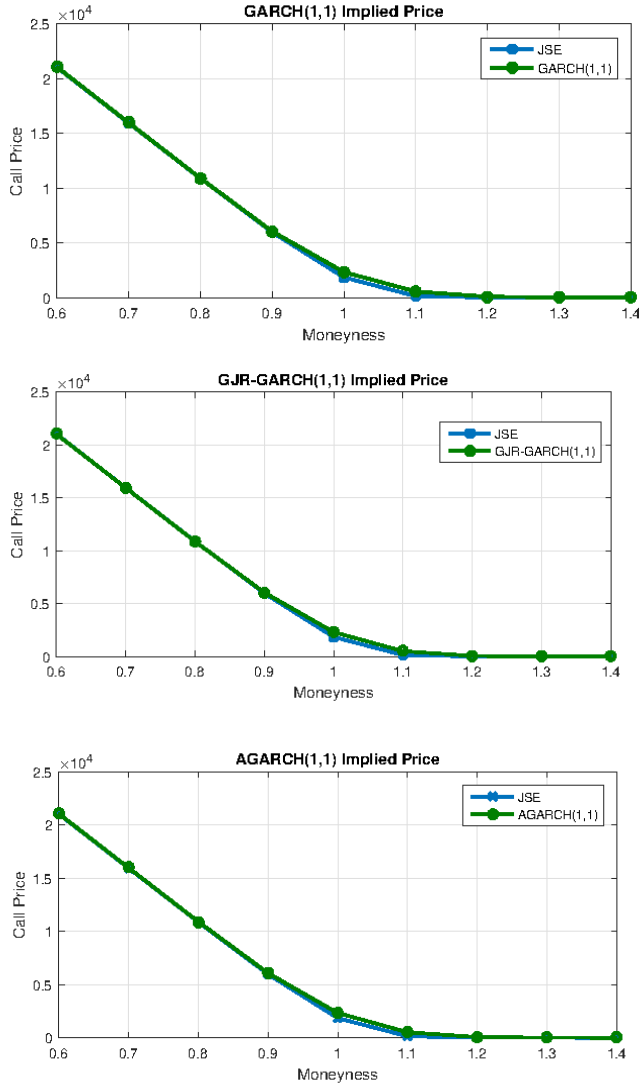 GARCH(1,1) Implied Price
×10⁴
2.5
2
1.5
1
0.5
0
Call Price
JSE
GARCH(1,1)
0.6 0.7 0.8 0.9 1 1.1 1.2 1.3 1.4
Moneyness
GJR-GARCH(1,1) Implied Price
×10⁴
2.5
2
1.5
1
0.5
0
Call Price
JSE
GJR-GARCH(1,1)
0.6 0.7 0.8 0.9 1 1.1 1.2 1.3 1.4
Moneyness
AGARCH(1,1) Implied Price
×10⁴
2.5
2
1.5
1
0.5
0
Call Price
JSE
AGARCH(1,1)
0.6 0.7 0.8 0.9 1 1.1 1.2 1.3 1.4
Moneyness